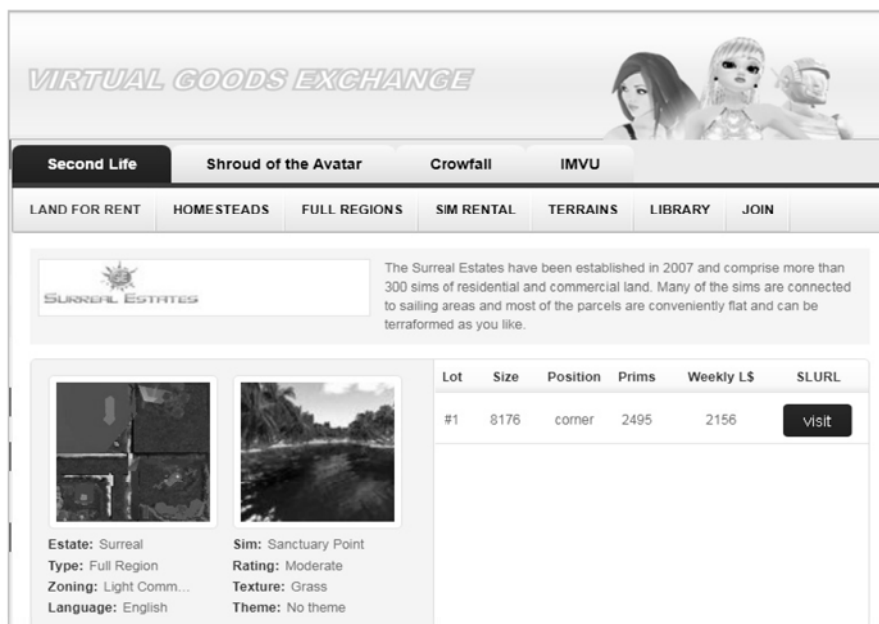 VIRTUAL GOODS EXCHANGE
Second Life Shroud of the Avatar Crowfall IMVU
LAND FOR RENT HOMESTEADS FULL REGIONS SIM RENTAL TERRAINS LIBRARY JOIN
SURREAL ESTATES
The Surreal Estates have been established in 2007 and comprise more than
300 sims of residential and commercial land. Many of the sims are connected
to sailing areas and most of the parcels are conveniently flat and can be
terraformed as you like.
Lot Size Position Prims Weekly L$ SLURL
#1 8176 corner 2495 2156 visit
Estate: Surreal
Type: Full Region
Zoning: Light Comm...
Language: English
Sim: Sanctuary Point
Rating: Moderate
Texture: Grass
Theme: No theme